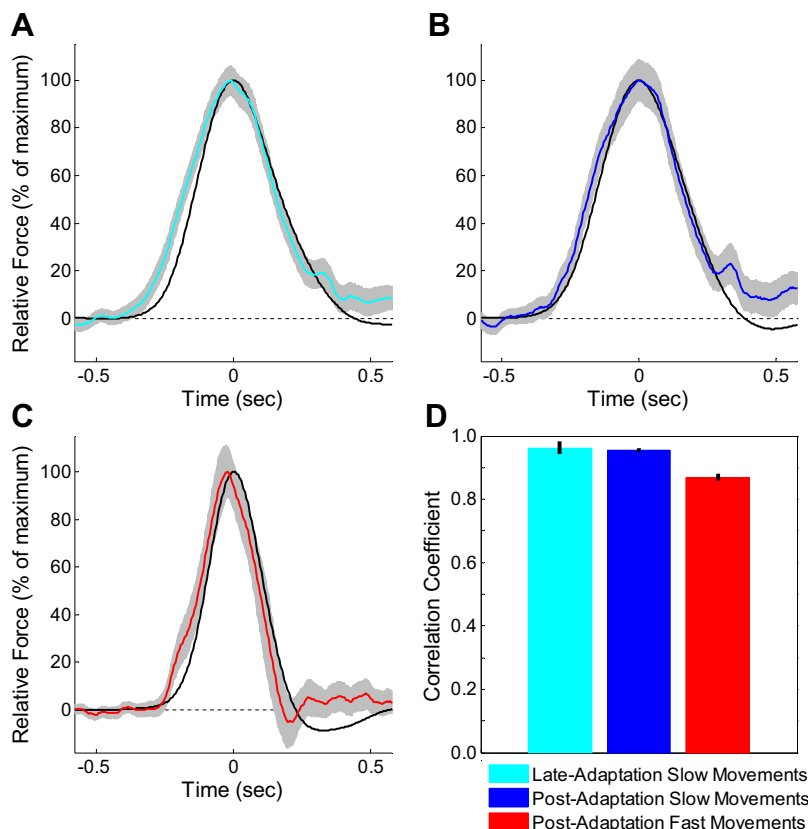 A
Relative Force (% of maximum)
100
80
60
40
20
0
-0.5
0
0.5
Time (sec)
B
100
80
60
40
20
0
-0.5
0
0.5
Time (sec)
C
Relative Force (% of maximum)
100
80
60
40
20
0
-0.5
0
0.5
Time (sec)
D
Correlation Coefficient
1.0
0.8
0.6
0.4
0.2
0.0
Late-Adaptation Slow Movements
Post-Adaptation Slow Movements
Post-Adaptation Fast Movements